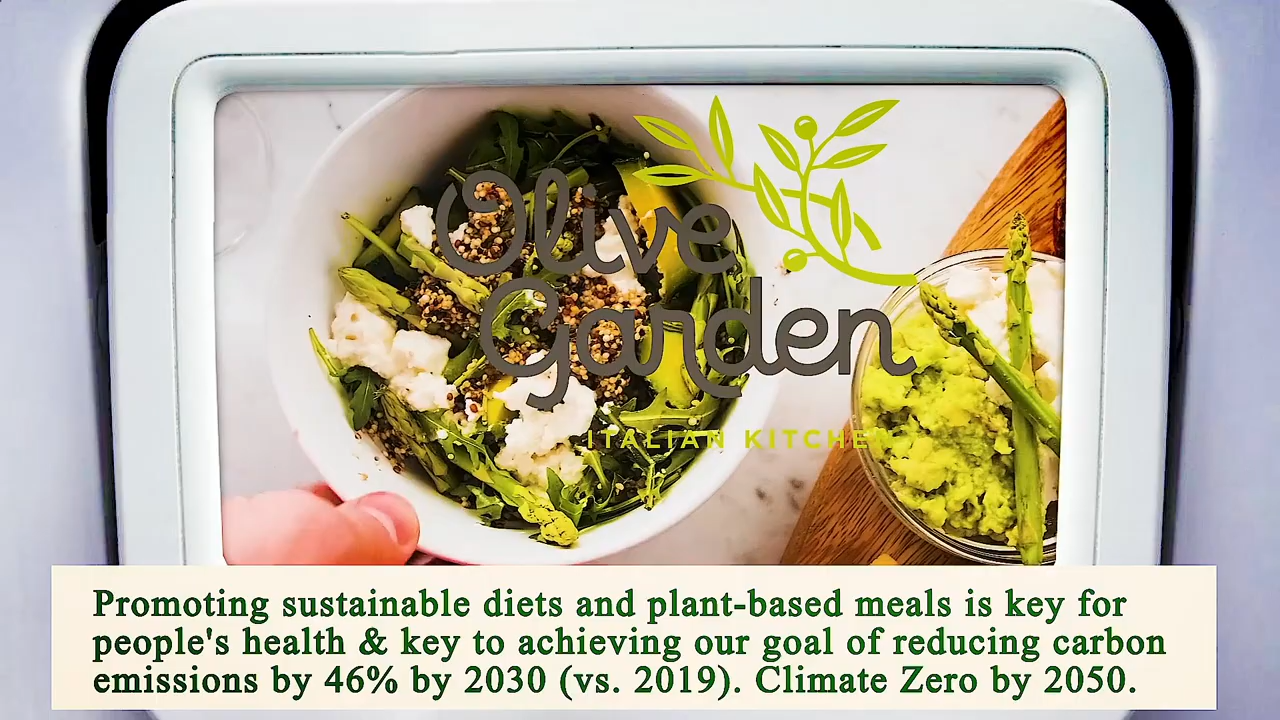 Olive
Garden
ITALIAN KITCHEN
Promoting sustainable diets and plant-based meals is key for
people's health & key to achieving our goal of reducing carbon
emissions by 46% by 2030 (vs. 2019). Climate Zero by 2050.